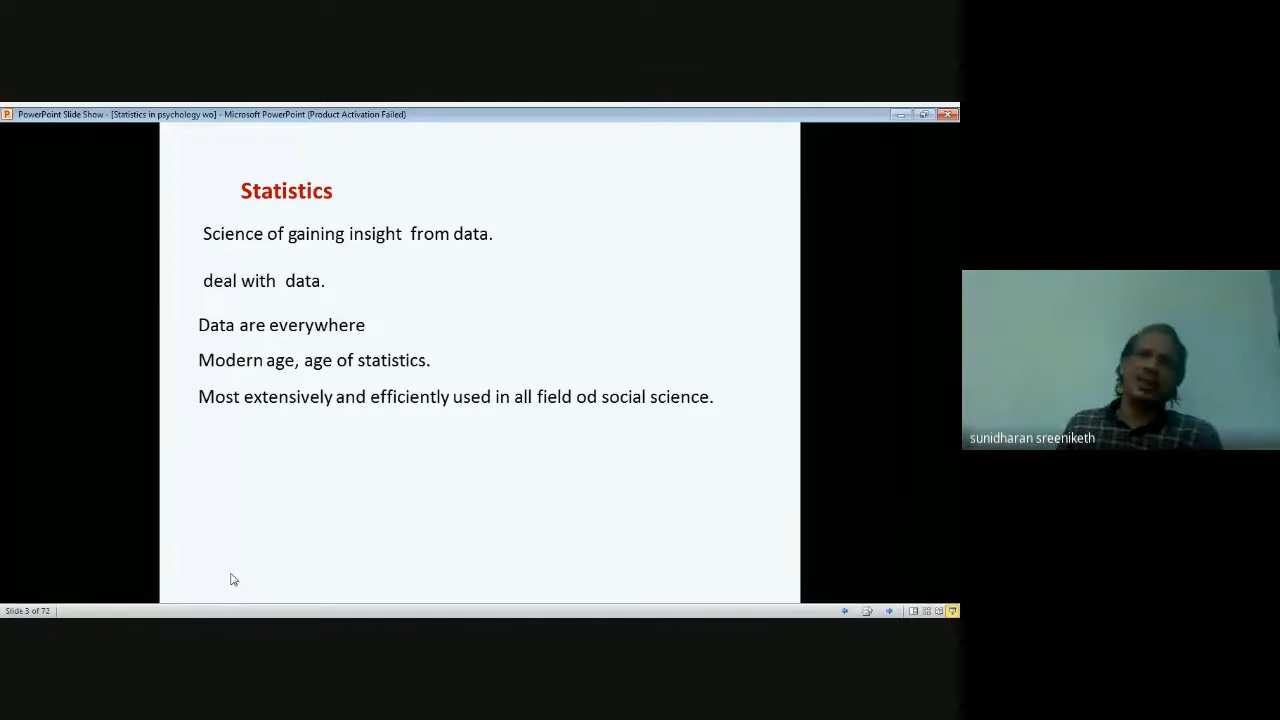 PowerPoint Slide Show - [Statistics in psychology wo] - Microsoft PowerPoint (Product Activation Failed)
Statistics
Science of gaining insight from data.
deal with data.
Data are everywhere
Modern age, age of statistics.
Most extensively and efficiently used in all field od social science.
sunidharan sreeniketh
Slide 3 of 72